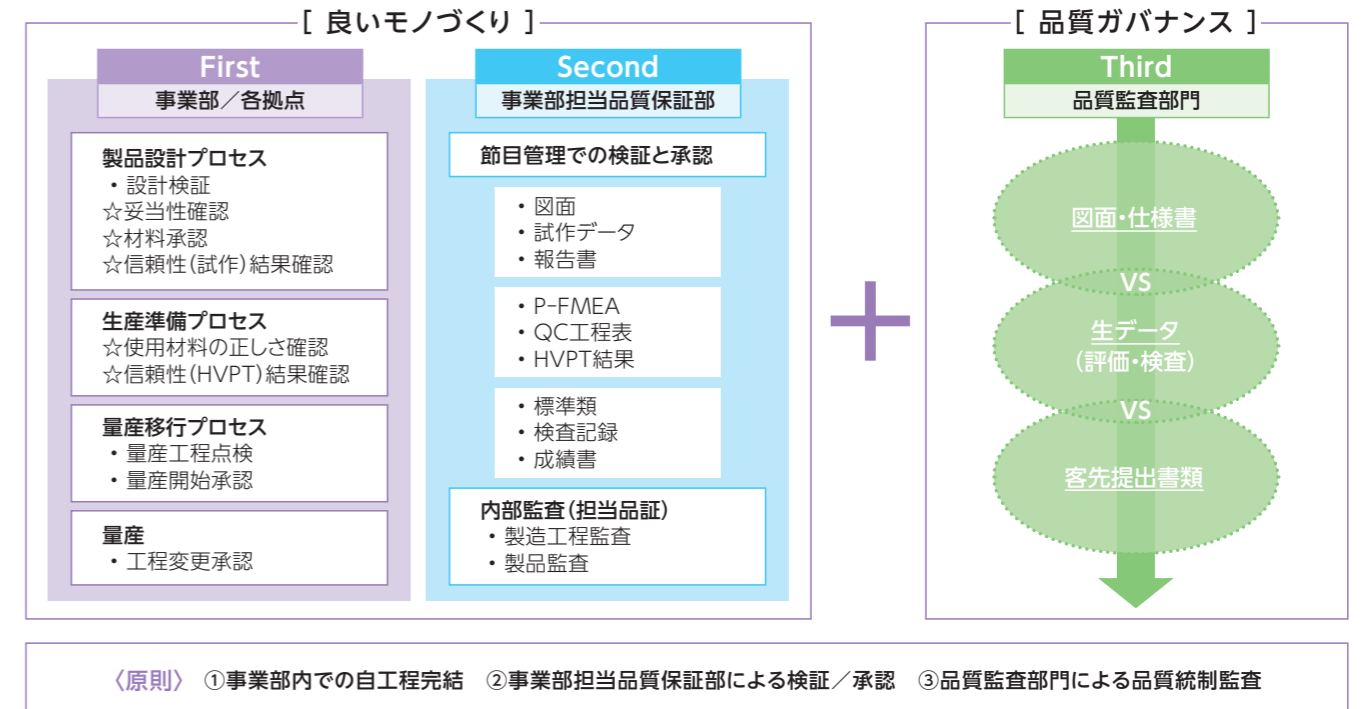 [ 良いモノづくり ]
First
事業部／各拠点
製品設計プロセス
・設計検証
☆妥当性確認
☆材料承認
☆信頼性(試作)結果確認
生産準備プロセス
☆使用材料の正しさ確認
☆信頼性(HVPT)結果確認
量産移行プロセス
・量産工程点検
・量産開始承認
量産
・工程変更承認
Second
事業部担当品質保証部
節目管理での検証と承認
・図面
・試作データ
・報告書
・P-FMEA
・QC工程表
・HVPT結果
・標準類
・検査記録
・成績書
内部監査(担当品証)
・製造工程監査
・製品監査
＋
[ 品質ガバナンス ]
Third
品質監査部門
図面・仕様書
VS
生データ
(評価・検査)
VS
客先提出書類
〈原則〉 ①事業部内での自工程完結 ②事業部担当品質保証部による検証／承認 ③品質監査部門による品質統制監査